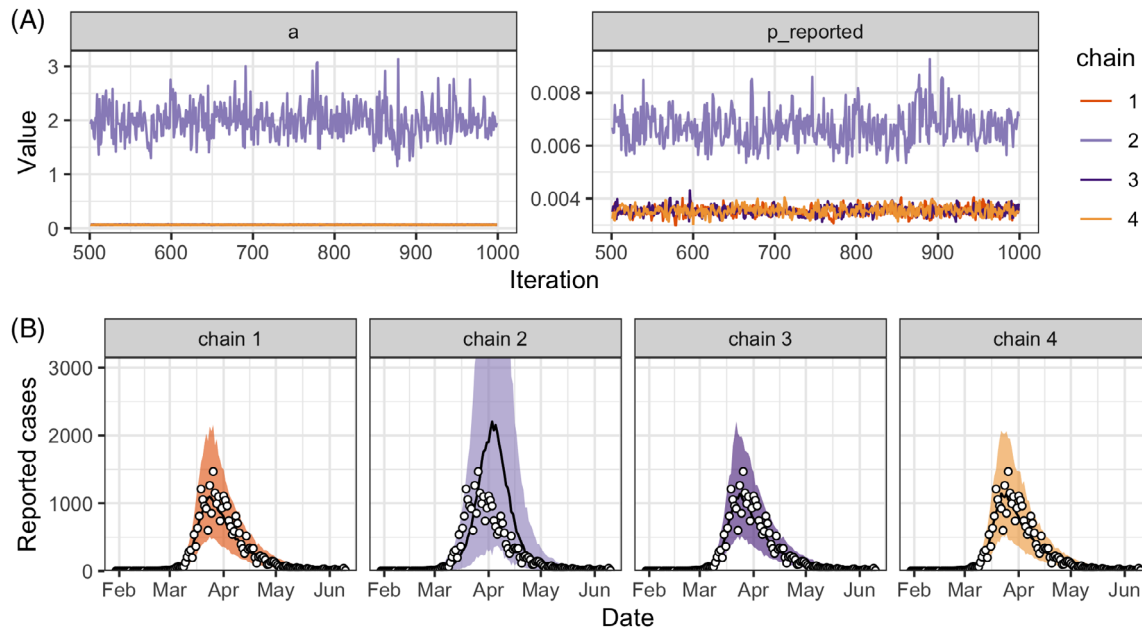 (A)
a
p_reported
chain
Value
3
2
1
0
0.008
0.006
0.004
1
2
3
4
500 600 700 800 900 1000
500 600 700 800 900 1000
Iteration
(B)
chain 1
chain 2
chain 3
chain 4
Reported cases
3000
2000
1000
0
Feb Mar Apr May Jun
Feb Mar Apr May Jun
Feb Mar Apr May Jun
Feb Mar Apr May Jun
Date